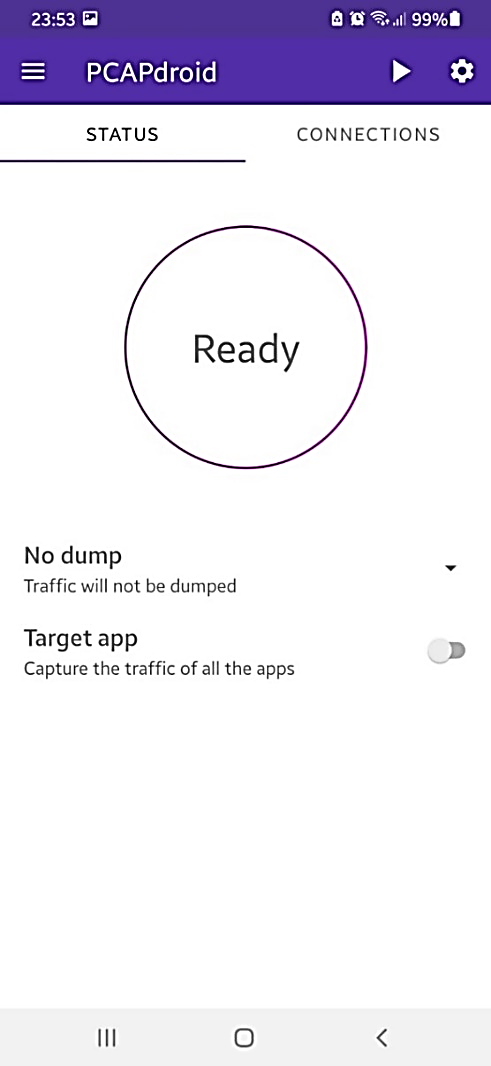 23:53 99%
PCAPdroid
STATUS CONNECTIONS
Ready
No dump
Traffic will not be dumped
Target app
Capture the traffic of all the apps